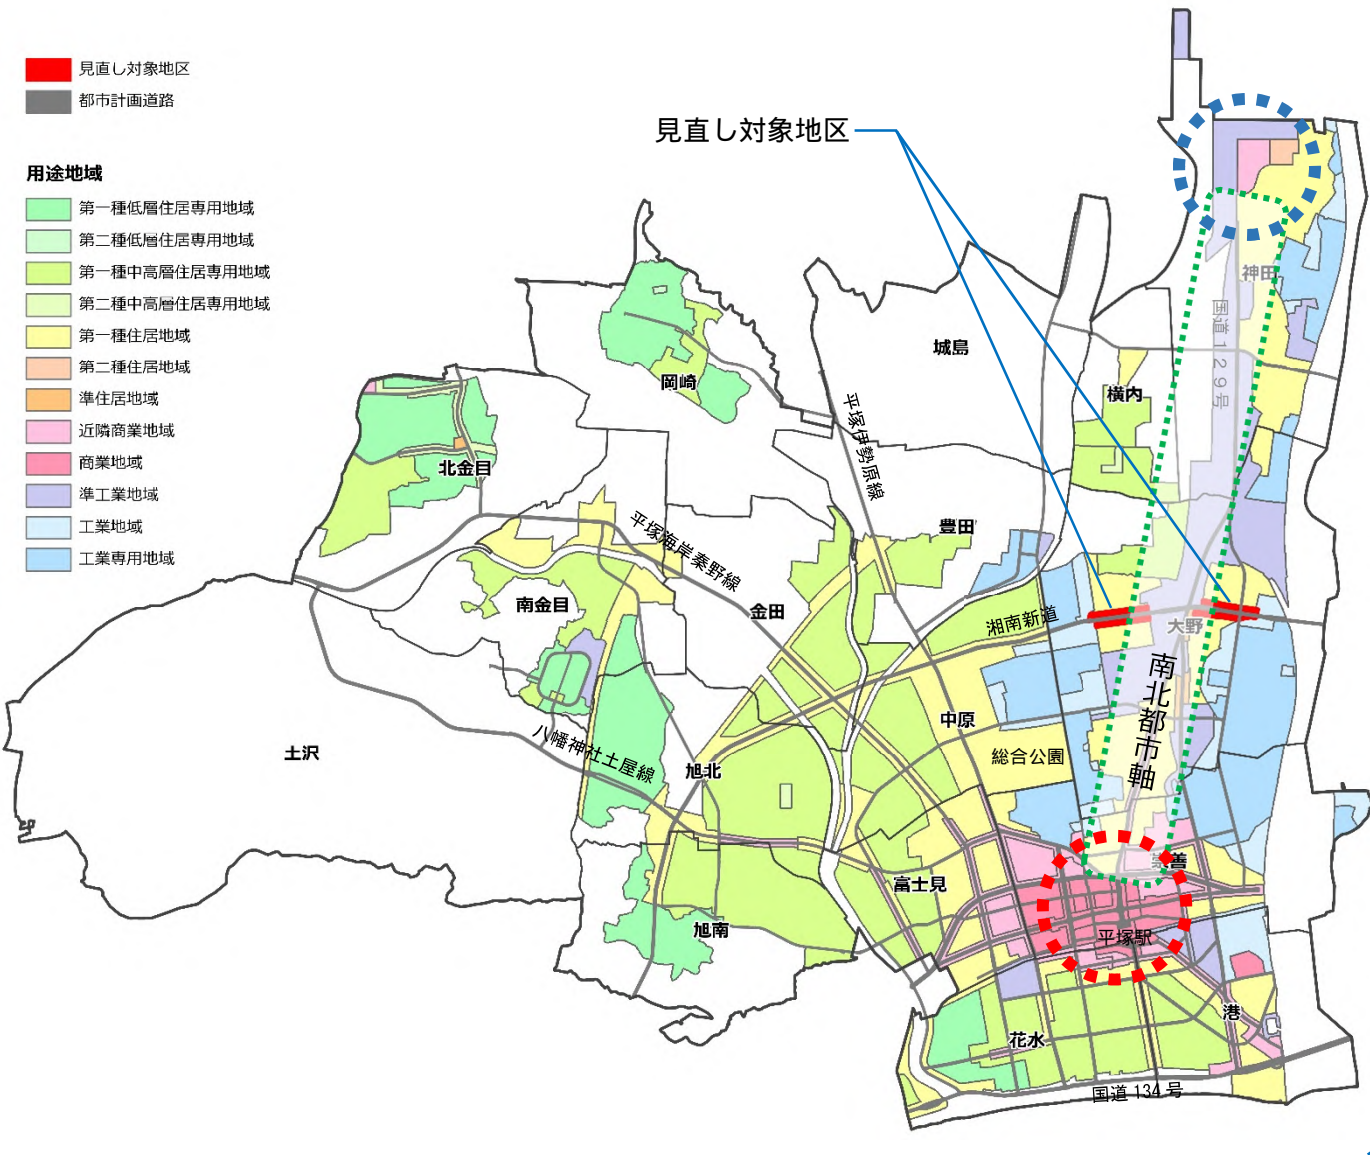 見直し対象地区
都市計画道路
用途地域
第一種低層住居専用地域
第二種低層住居専用地域
第一種中高層住居専用地域
第二種中高層住居専用地域
第一種住居地域
第二種住居地域
準住居地域
近隣商業地域
商業地域
準工業地域
工業地域
工業専用地域
見直し対象地区
神田
国道129号
城島
岡崎
横内
平塚伊勢原線
北金目
豊田
平塚海岸秦野線
南金目
金田
湘南新道
大野
南北都市軸
中原
総合公園
八幡神社土屋線
土沢
旭北
崇善
富士見
旭南
平塚駅
港
花水
国道134号